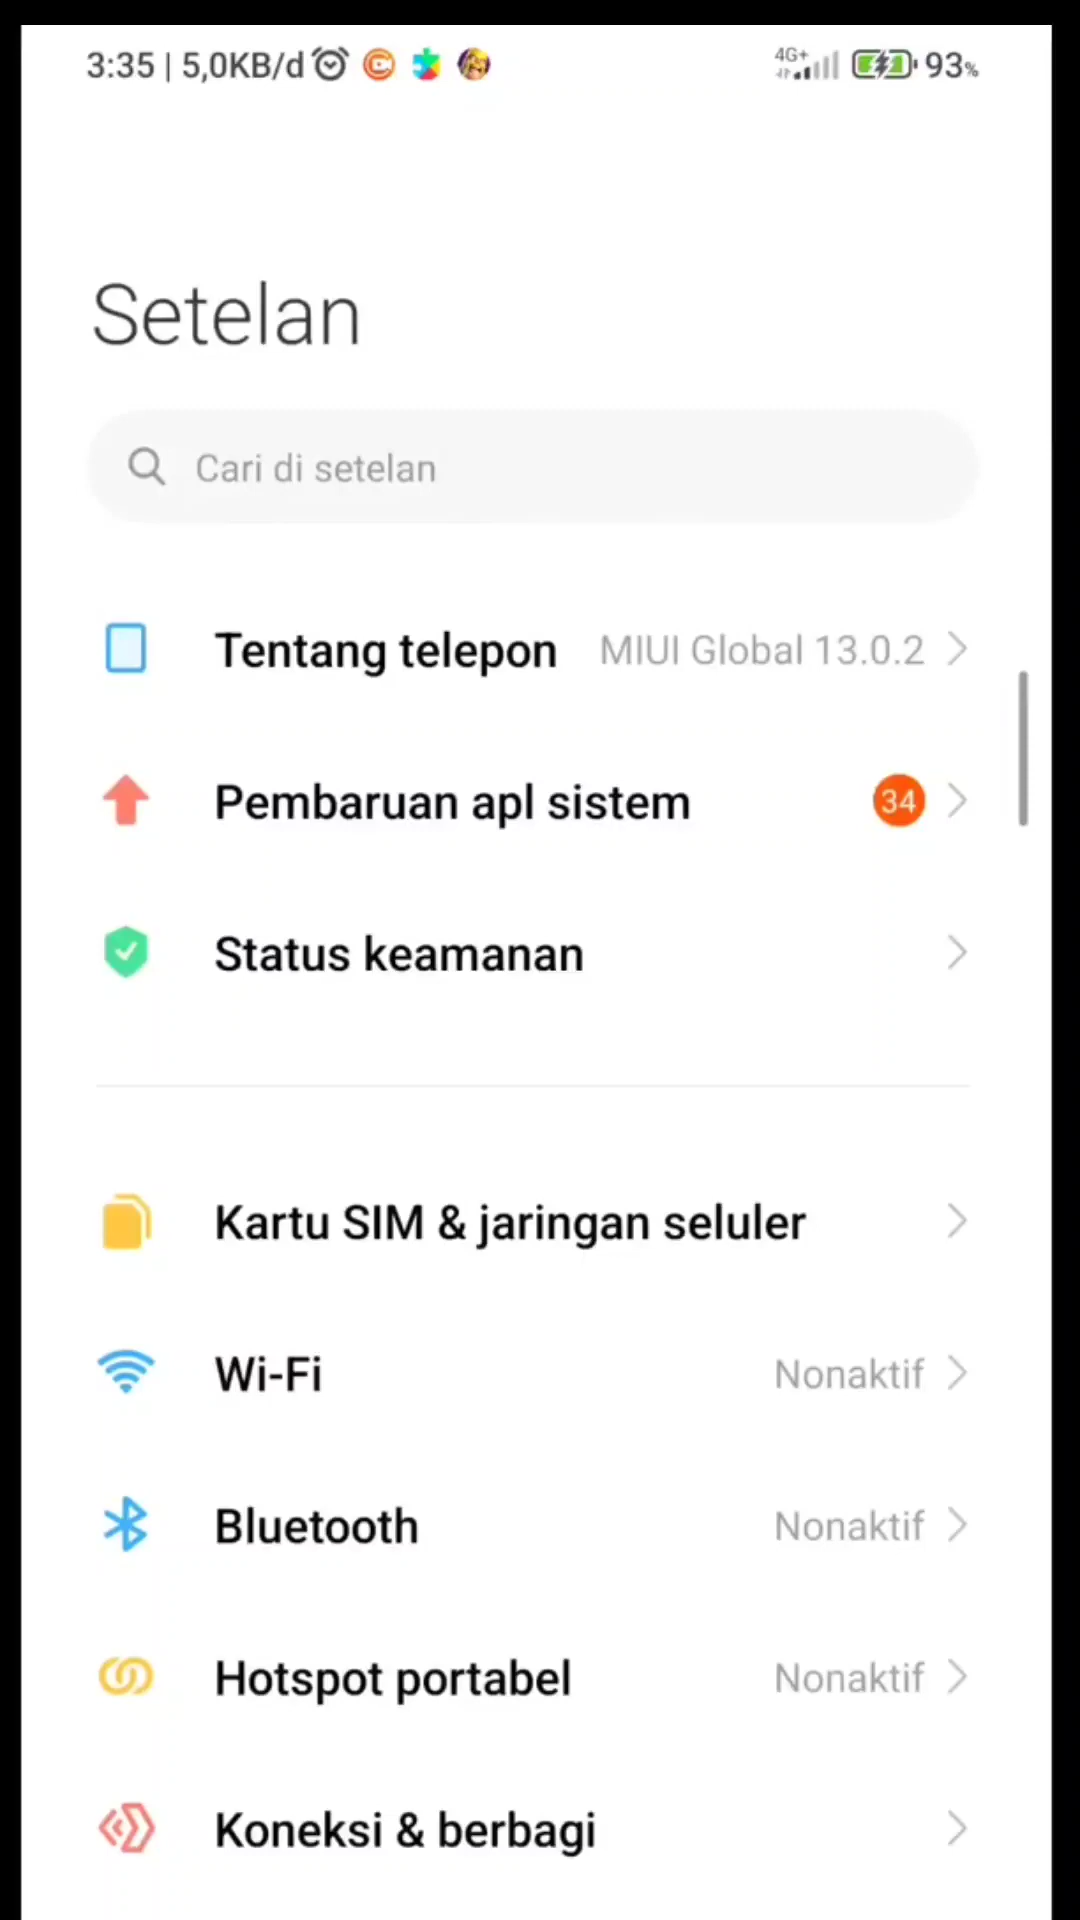 3:35 | 5,0KB/d 4G+ 93%
Setelan
Cari di setelan
Tentang telepon MIUI Global 13.0.2
Pembaruan apl sistem 34
Status keamanan
Kartu SIM & jaringan seluler
Wi-Fi Nonaktif
Bluetooth Nonaktif
Hotspot portabel Nonaktif
Koneksi & berbagi